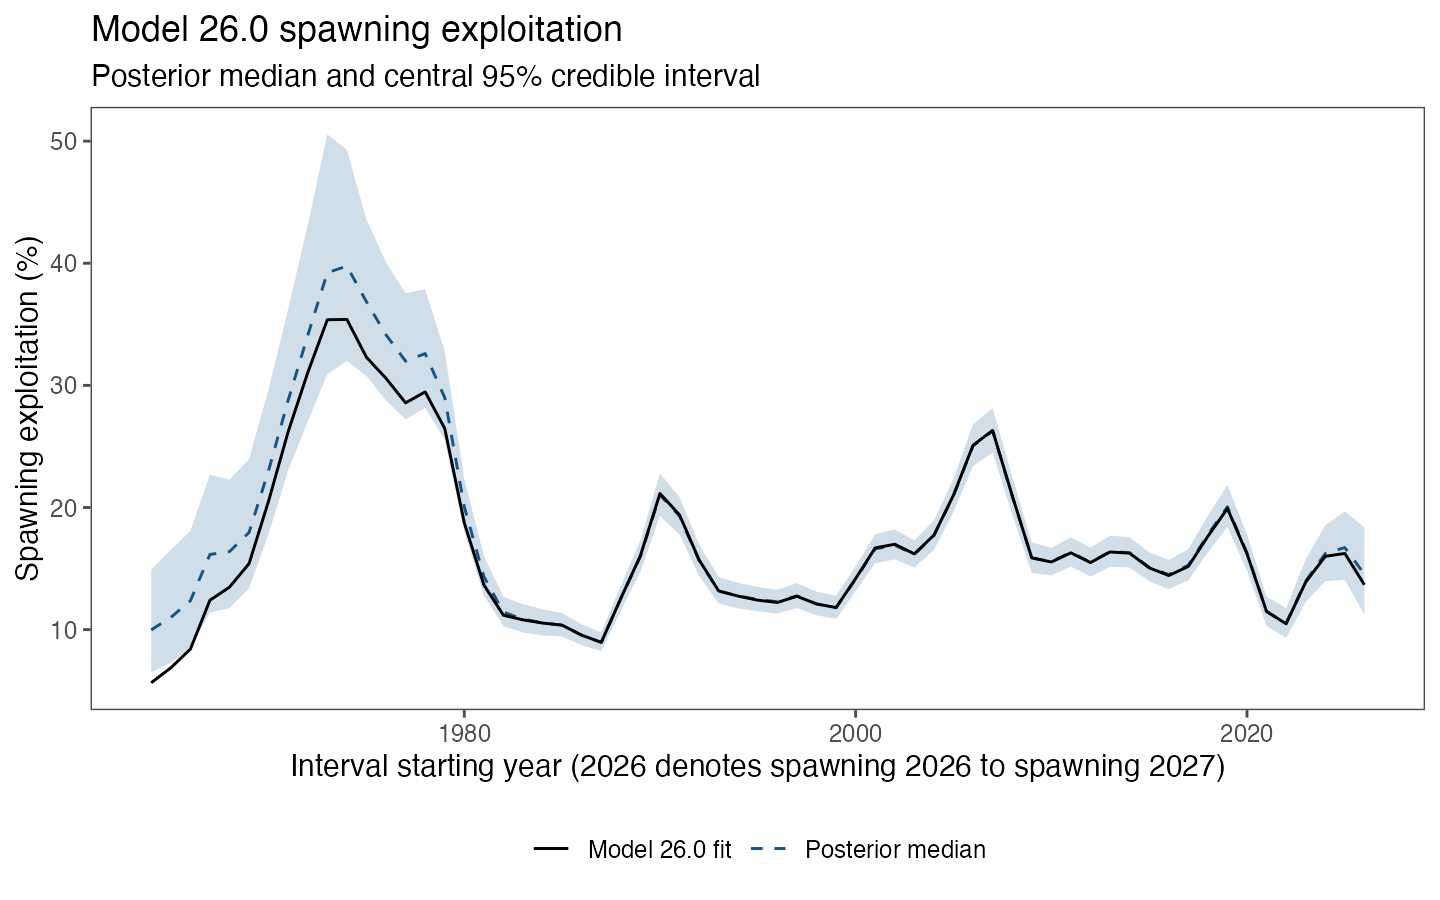 Model 26.0 spawning exploitation
Posterior median and central 95% credible interval
Spawning exploitation (%)
50
40
30
20
10
1980
2000
2020
Interval starting year (2026 denotes spawning 2026 to spawning 2027)
Model 26.0 fit
Posterior median